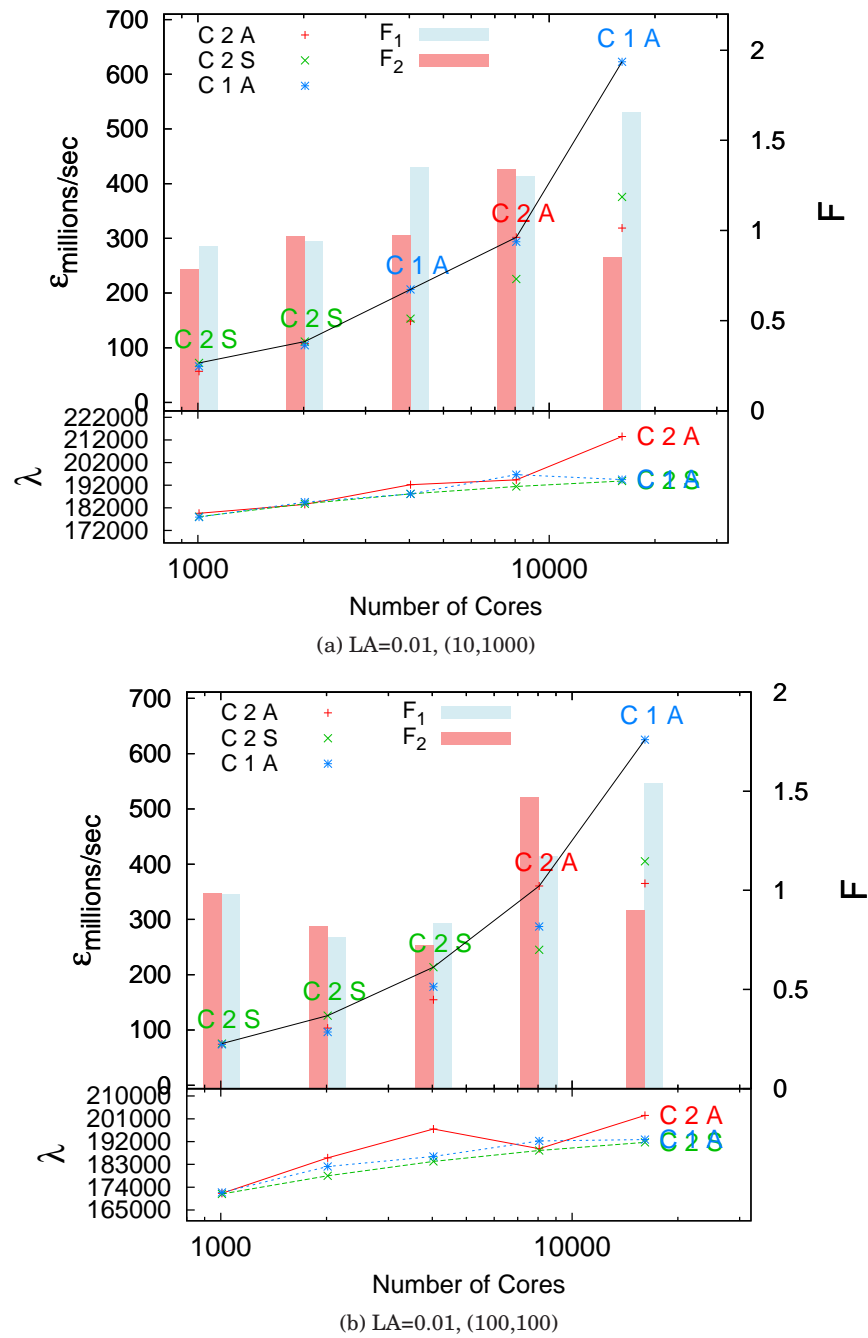 700
600
500
400
300
200
100
0
ε millions/sec
C 2 A
C 2 S
C 1 A
F1
F2
C 2 S
C 2 S
C 1 A
C 2 A
C 1 A
2
1.5
1
0.5
0
F
222000
212000
202000
192000
182000
172000
λ
C 2 A
C 1 A
C 2 S
1000
10000
Number of Cores
(a) LA=0.01, (10,1000)
700
600
500
400
300
200
100
0
ε millions/sec
C 2 A
C 2 S
C 1 A
F1
F2
C 2 S
C 2 S
C 2 S
C 2 A
C 1 A
2
1.5
1
0.5
0
F
210000
201000
192000
183000
174000
165000
λ
C 2 A
C 1 A
C 2 S
1000
10000
Number of Cores
(b) LA=0.01, (100,100)